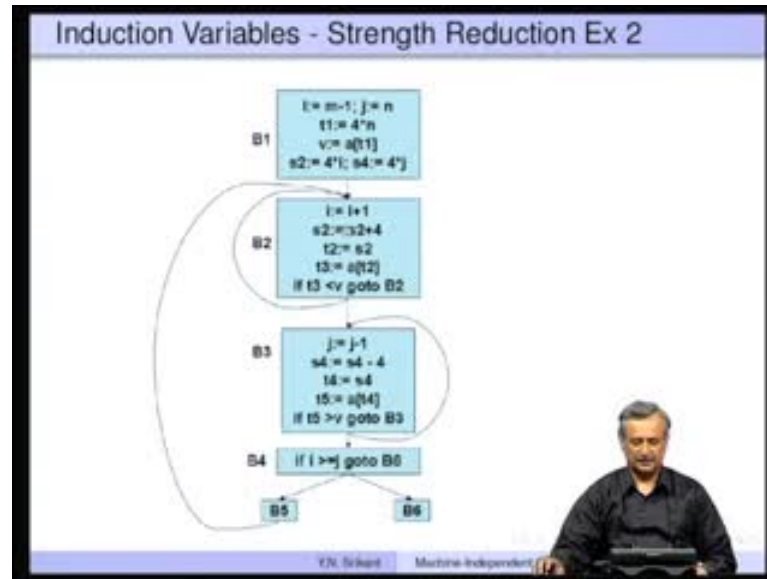 Induction Variables - Strength Reduction Ex 2
B1
i:= m-1; j:= n
t1:= 4*n
v:= a[t1]
s2:= 4*i; s4:= 4*j
B2
i:= i+1
s2:=s2+4
t2:= s2
t3:= a[t2]
if t3 <v goto B2
B3
j:= j-1
s4:= s4 - 4
t4:= s4
t5:= a[t4]
if t5 >v goto B3
B4
if i >=j goto B6
B5
B6
Y.N. Srikant
Machine-Independent